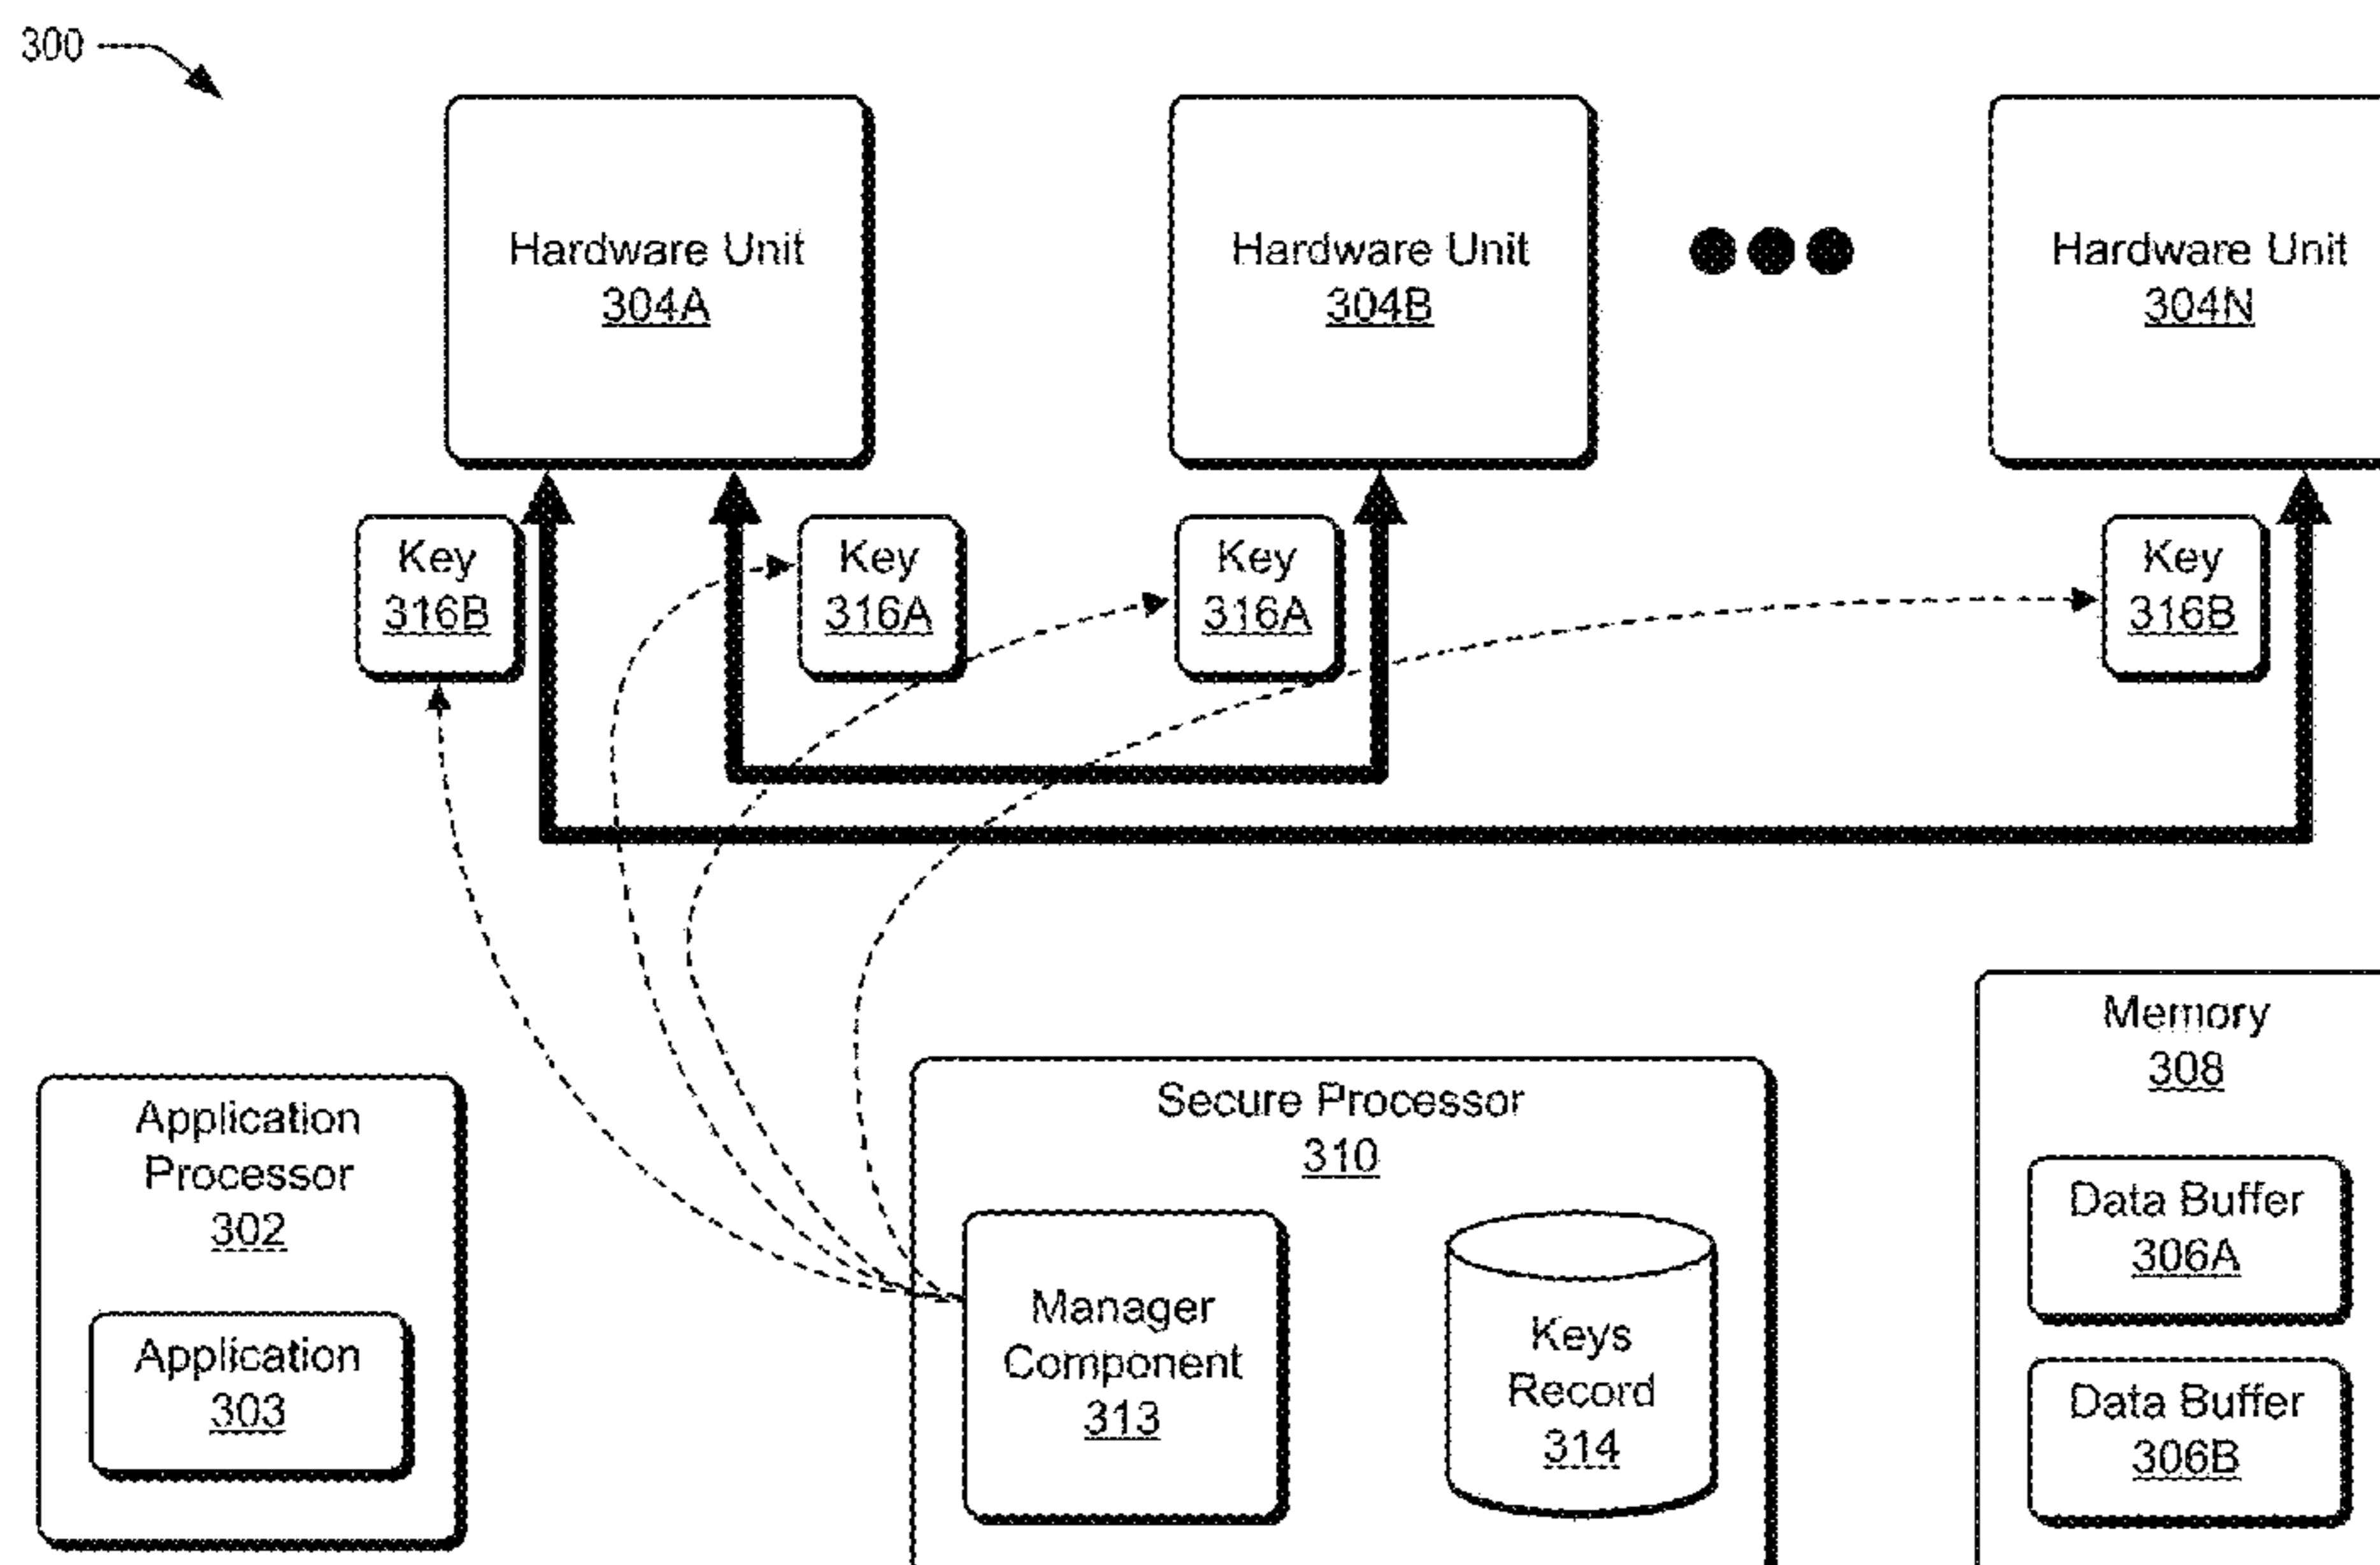 300
Hardware Unit
304A
Hardware Unit
304B
Hardware Unit
304N
Key
316B
Key
316A
Key
316A
Key
316B
Application
Processor
302
Application
303
Secure Processor
310
Manager
Component
313
Keys
Record
314
Memory
308
Data Buffer
306A
Data Buffer
306B